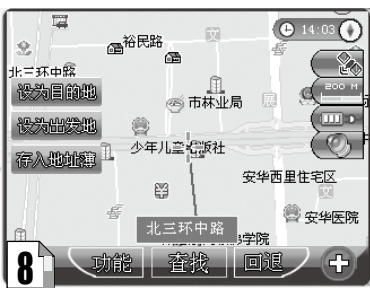 裕民路
14:03
北三环中路
200 M
设为目的地
市林业局
设为出发地
少年儿童出版社
存入地址薄
安华西里住宅区
安华医院
北三环中路
学院
8
功能
查找
回退